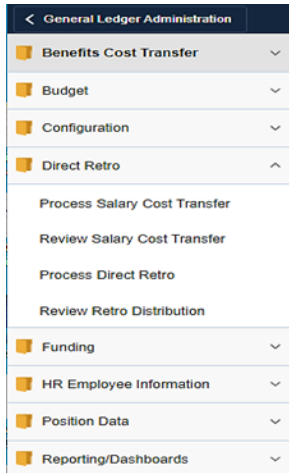 General Ledger Administration
Benefits Cost Transfer
Budget
Configuration
Direct Retro
Process Salary Cost Transfer
Review Salary Cost Transfer
Process Direct Retro
Review Retro Distribution
Funding
HR Employee Information
Position Data
Reporting/Dashboards